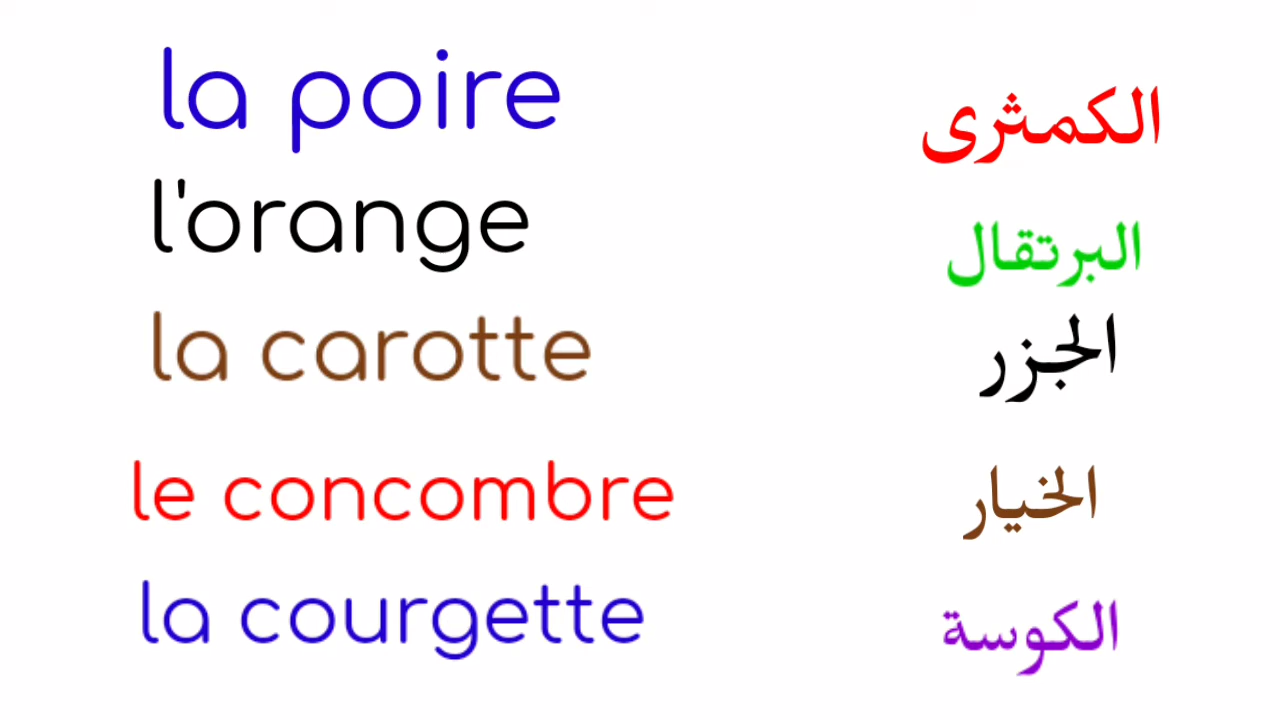 la poire الكمثرى
l'orange البرتقال
la carotte الجزر
le concombre الخيار
la courgette الكوسة